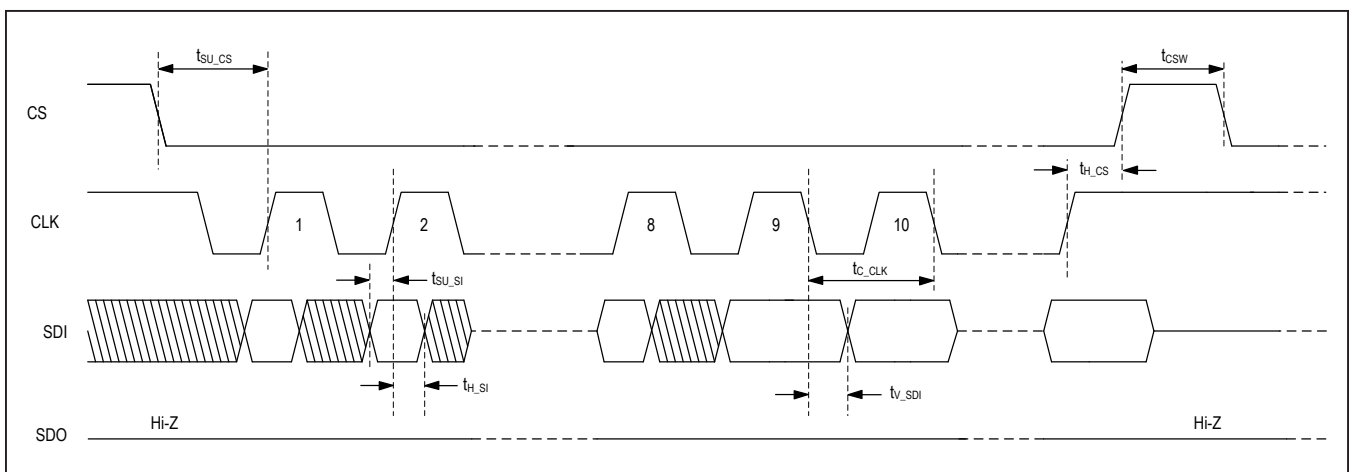 tSU_CS
tCSW
CS
tH_CS
CLK
1
2
8
9
10
tSU_SI
tC_CLK
SDI
tH_SI
tV_SDI
Hi-Z
Hi-Z
SDO